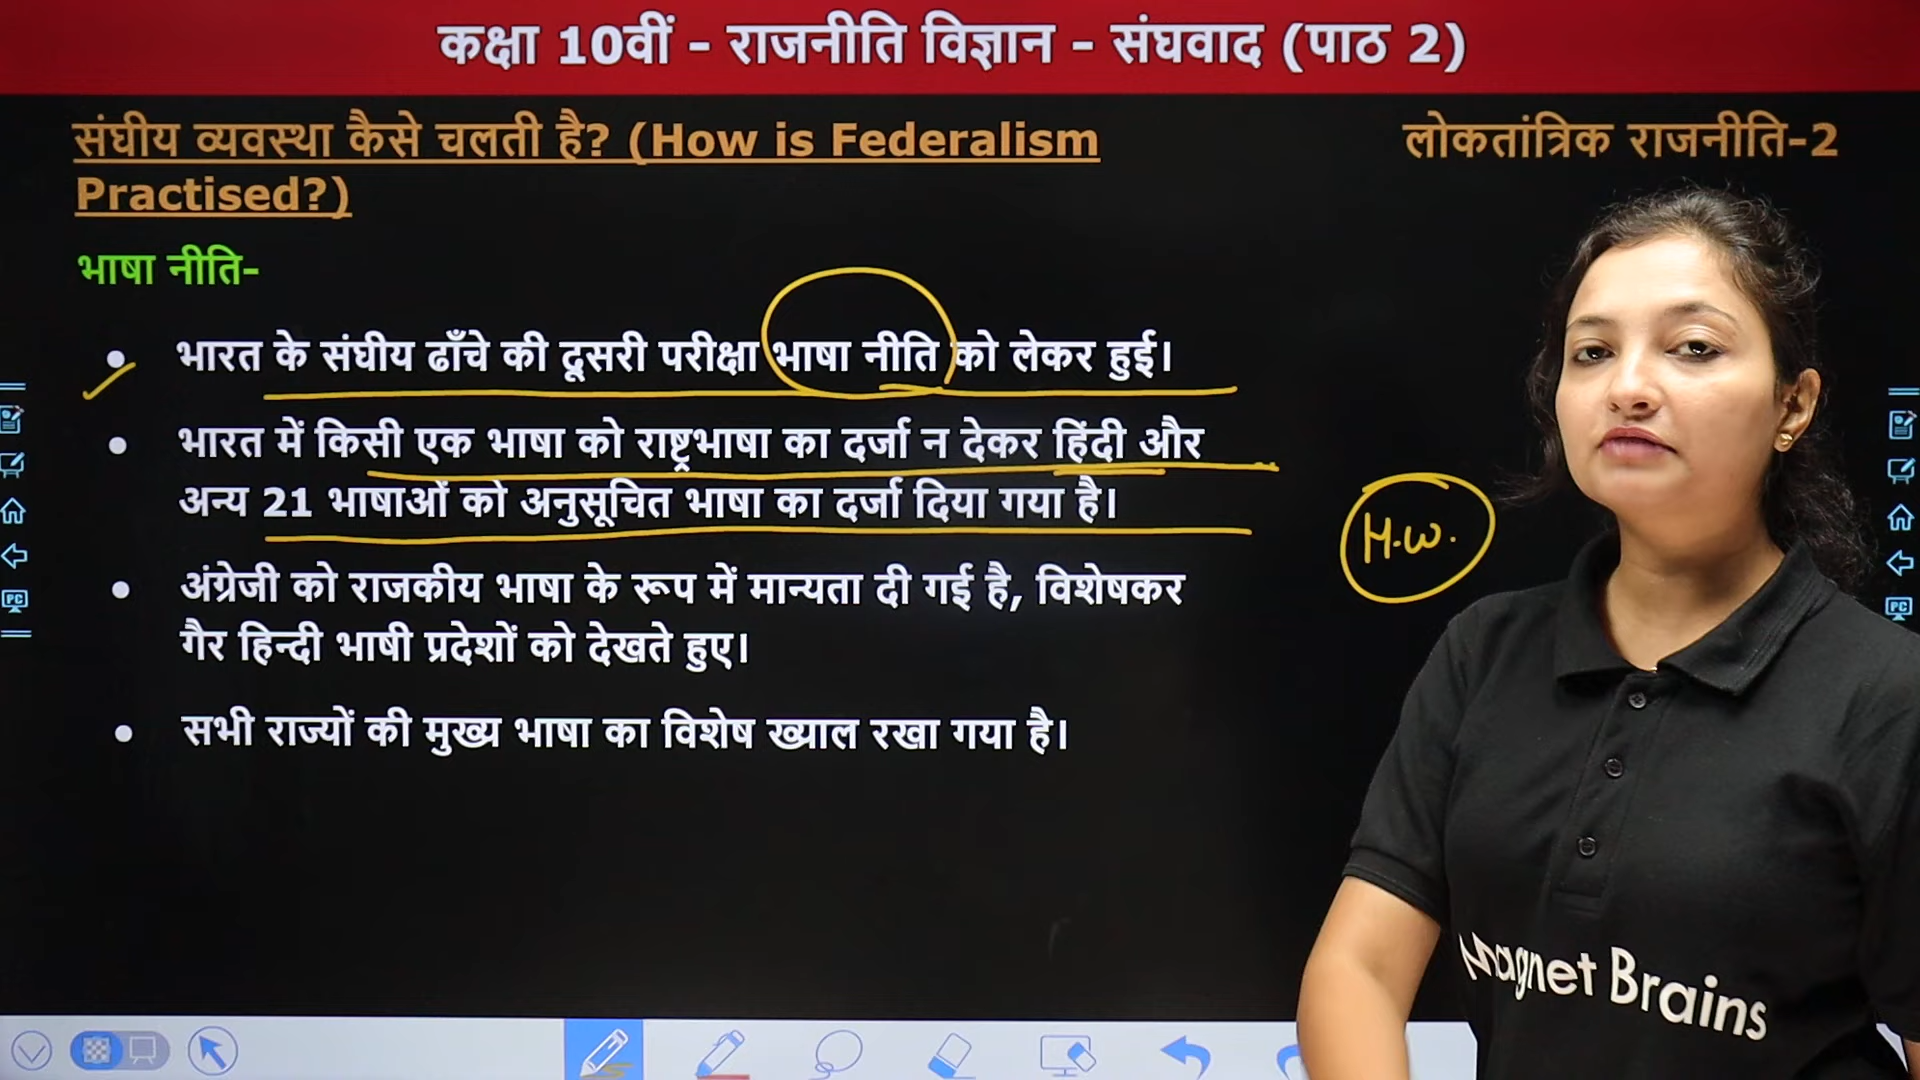 कक्षा 10वीं - राजनीति विज्ञान - संघवाद (पाठ 2)
संघीय व्यवस्था कैसे चलती है? (How is Federalism
Practised?)
लोकतांत्रिक राजनीति-2
भाषा नीति-
• भारत के संघीय ढाँचे की दूसरी परीक्षा भाषा नीति को लेकर हुई।
• भारत में किसी एक भाषा को राष्ट्रभाषा का दर्जा न देकर हिंदी और
अन्य 21 भाषाओं को अनुसूचित भाषा का दर्जा दिया गया है।
• अंग्रेजी को राजकीय भाषा के रूप में मान्यता दी गई है, विशेषकर
गैर हिन्दी भाषी प्रदेशों को देखते हुए।
• सभी राज्यों की मुख्य भाषा का विशेष ख्याल रखा गया है।
H.W.
Magnet Brains
PC
PC